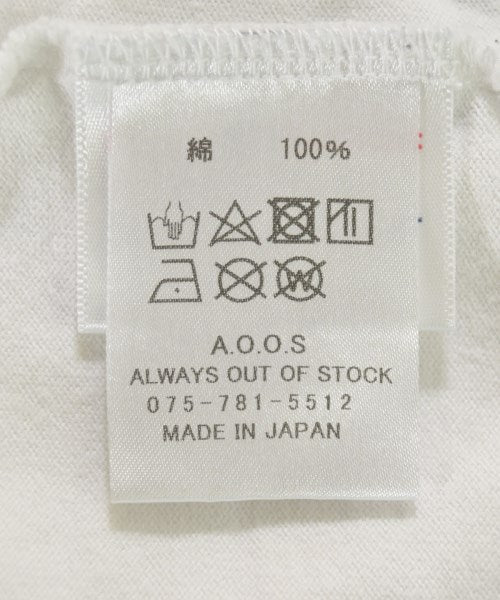 綿 100%
W
A.O.O.S
ALWAYS OUT OF STOCK
075-781-5512
MADE IN JAPAN